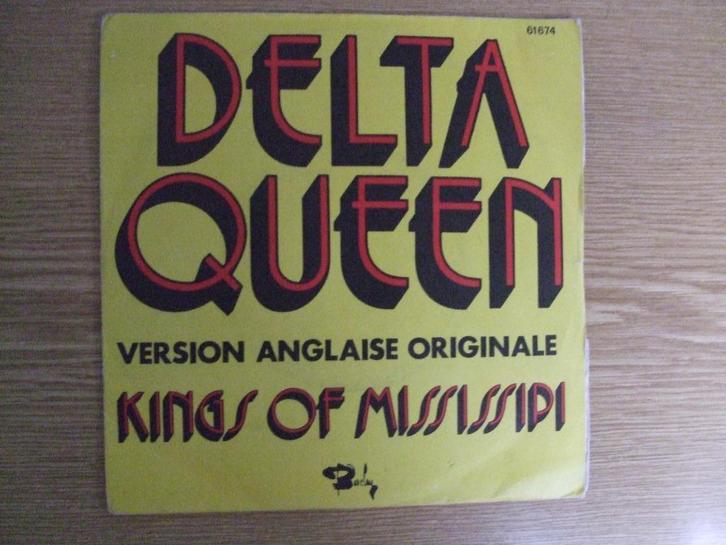 61674
DELTA
QUEEN
VERSION ANGLAISE ORIGINALE
KINGS OF MISSISSIPI
Barclay